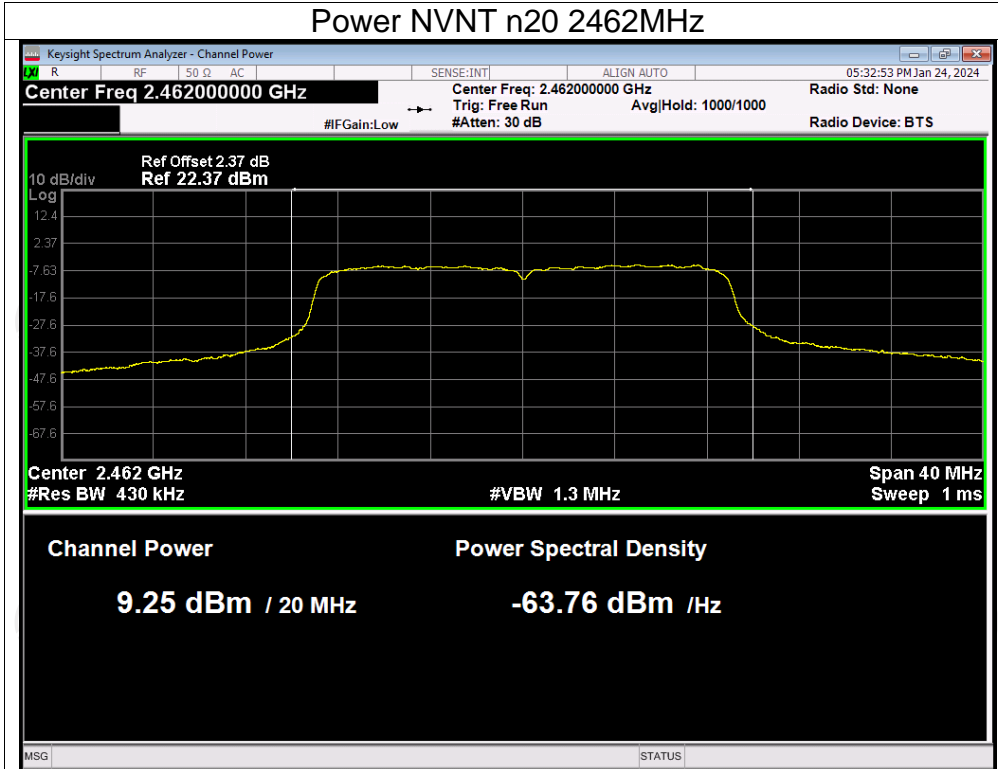 Power NVNT n20 2462MHz
Keysight Spectrum Analyzer - Channel Power
LXI R RF 50 Ω AC SENSE:INT ALIGN AUTO 05:32:53 PM Jan 24, 2024
Center Freq 2.462000000 GHz Center Freq: 2.462000000 GHz Radio Std: None
Trig: Free Run Avg|Hold: 1000/1000
#IFGain:Low #Atten: 30 dB Radio Device: BTS
Ref Offset 2.37 dB
10 dB/div Ref 22.37 dBm
Log
12.4
2.37
-7.63
-17.6
-27.6
-37.6
-47.6
-57.6
-67.6
Center 2.462 GHz Span 40 MHz
#Res BW 430 kHz #VBW 1.3 MHz Sweep 1 ms
Channel Power Power Spectral Density
9.25 dBm / 20 MHz -63.76 dBm /Hz
MSG STATUS